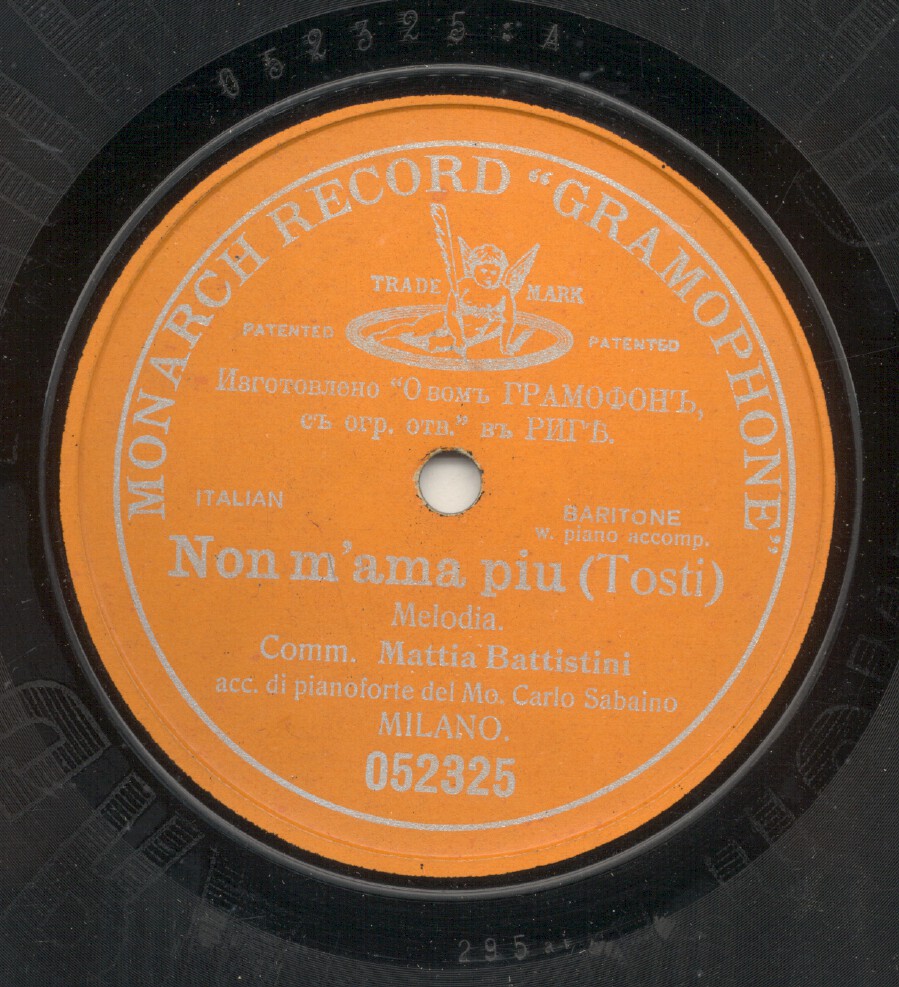 052325 : A
MONARCH RECORD “GRAMOPHONE”
TRADE MARK
PATENTED PATENTED
Изготовлено “О вомъ ГРАМОФОНЪ,
съ огр. отв.” въ РИГѢ.
ITALIAN
BARITONE
w. piano accomp.
Non m'ama piu (Tosti)
Melodia.
Comm. Mattia Battistini
acc. di pianoforte del Mo. Carlo Sabaino
MILANO.
052325
295